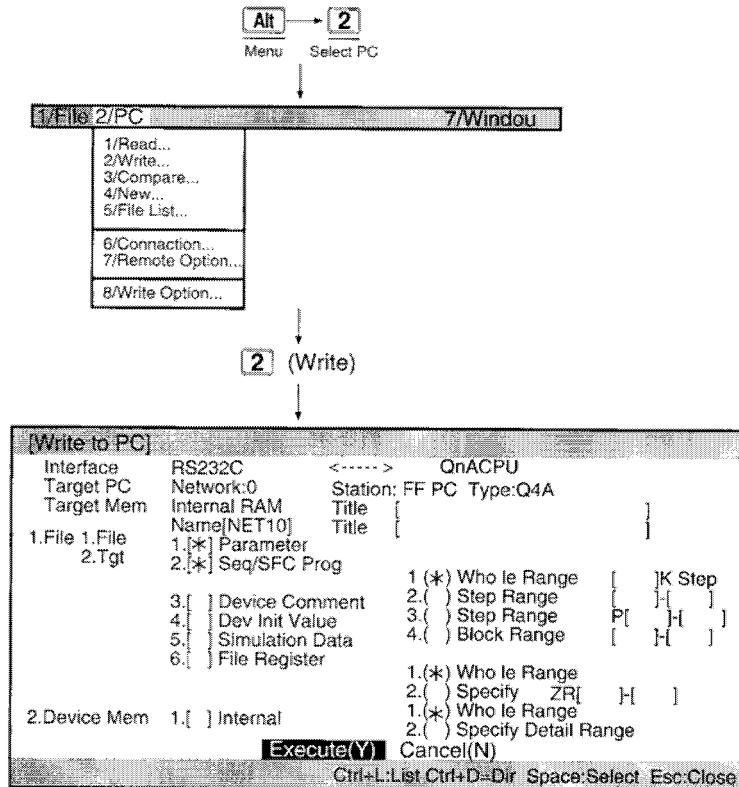 Alt 2
Menu Select PC
1/File 2/PC 7/Windou
1/Read...
2/Write...
3/Compare...
4/New...
5/File List...
6/Connaction...
7/Remote Option...
8/Write Option...
2 (Write)
[Write to PC]
Interface RS232C <-----> QnACPU
Target PC Network:0 Station: FF PC Type:Q4A
Target Mem Internal RAM Title [ ]
1.File 1.File Name[NET10] Title [ ]
2.Tgt 1.[*] Parameter
2.[*] Seq/SFC Prog
1 (*) Who le Range [ ]K Step
2.( ) Step Range [ ]-[ ]
3.[ ] Device Comment 3.( ) Step Range P[ ]-[ ]
4.[ ] Dev Init Value 4.( ) Block Range [ ]-[ ]
5.[ ] Simulation Data
6.[ ] File Register 1.(*) Who le Range
2.( ) Specify ZR[ ]-[ ]
2.Device Mem 1.[ ] Internal 1.(*) Who le Range
2.( ) Specify Detail Range
Execute(Y) Cancel(N)
Ctrl+L:List Ctrl+D=Dir Space:Select Esc:Close